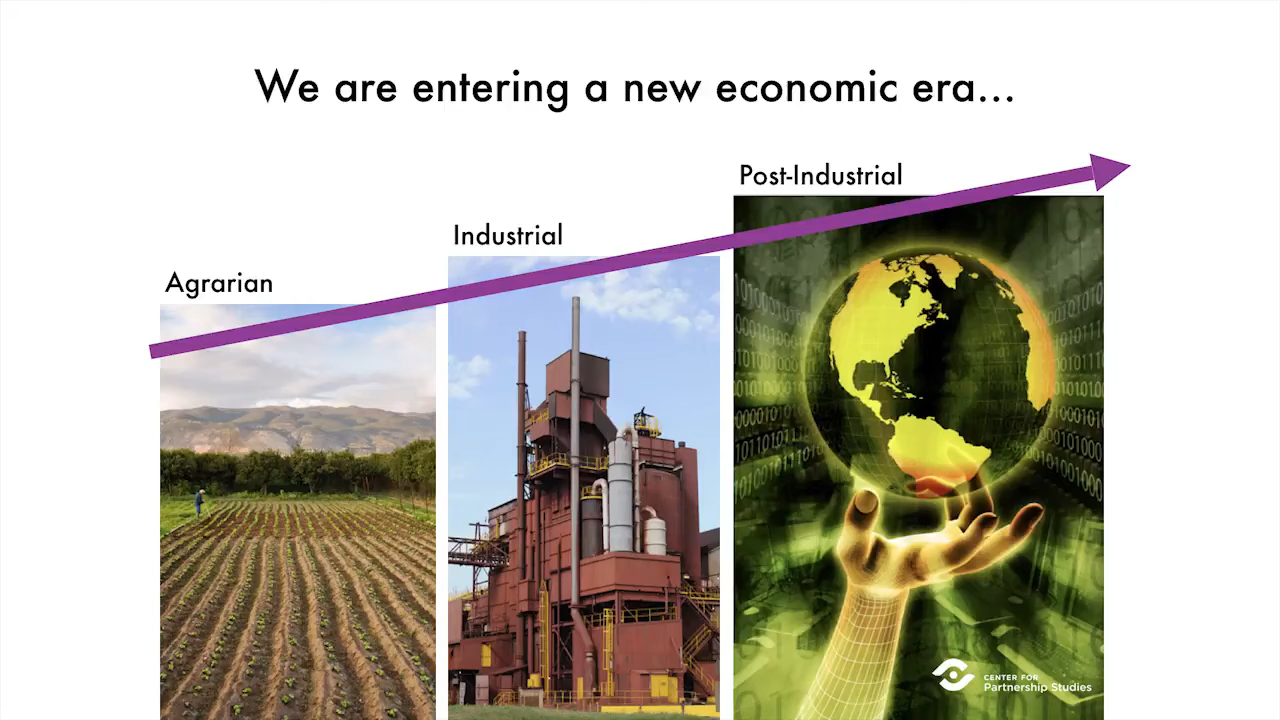 We are entering a new economic era...
Post-Industrial
Industrial
Agrarian
CENTER FOR
Partnership Studies